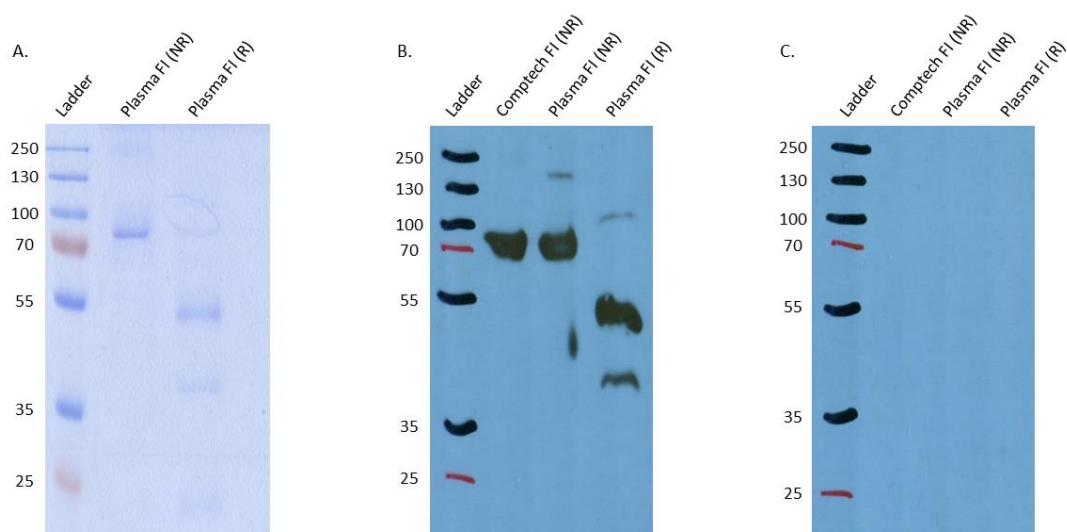 A.
Ladder
Plasma FI (NR)
Plasma FI (R)
250
130
100
70
55
35
25
B.
Ladder
Comptech FI (NR)
Plasma FI (NR)
Plasma FI (R)
250
130
100
70
55
35
25
C.
Ladder
Comptech FI (NR)
Plasma FI (NR)
Plasma FI (R)
250
130
100
70
55
35
25